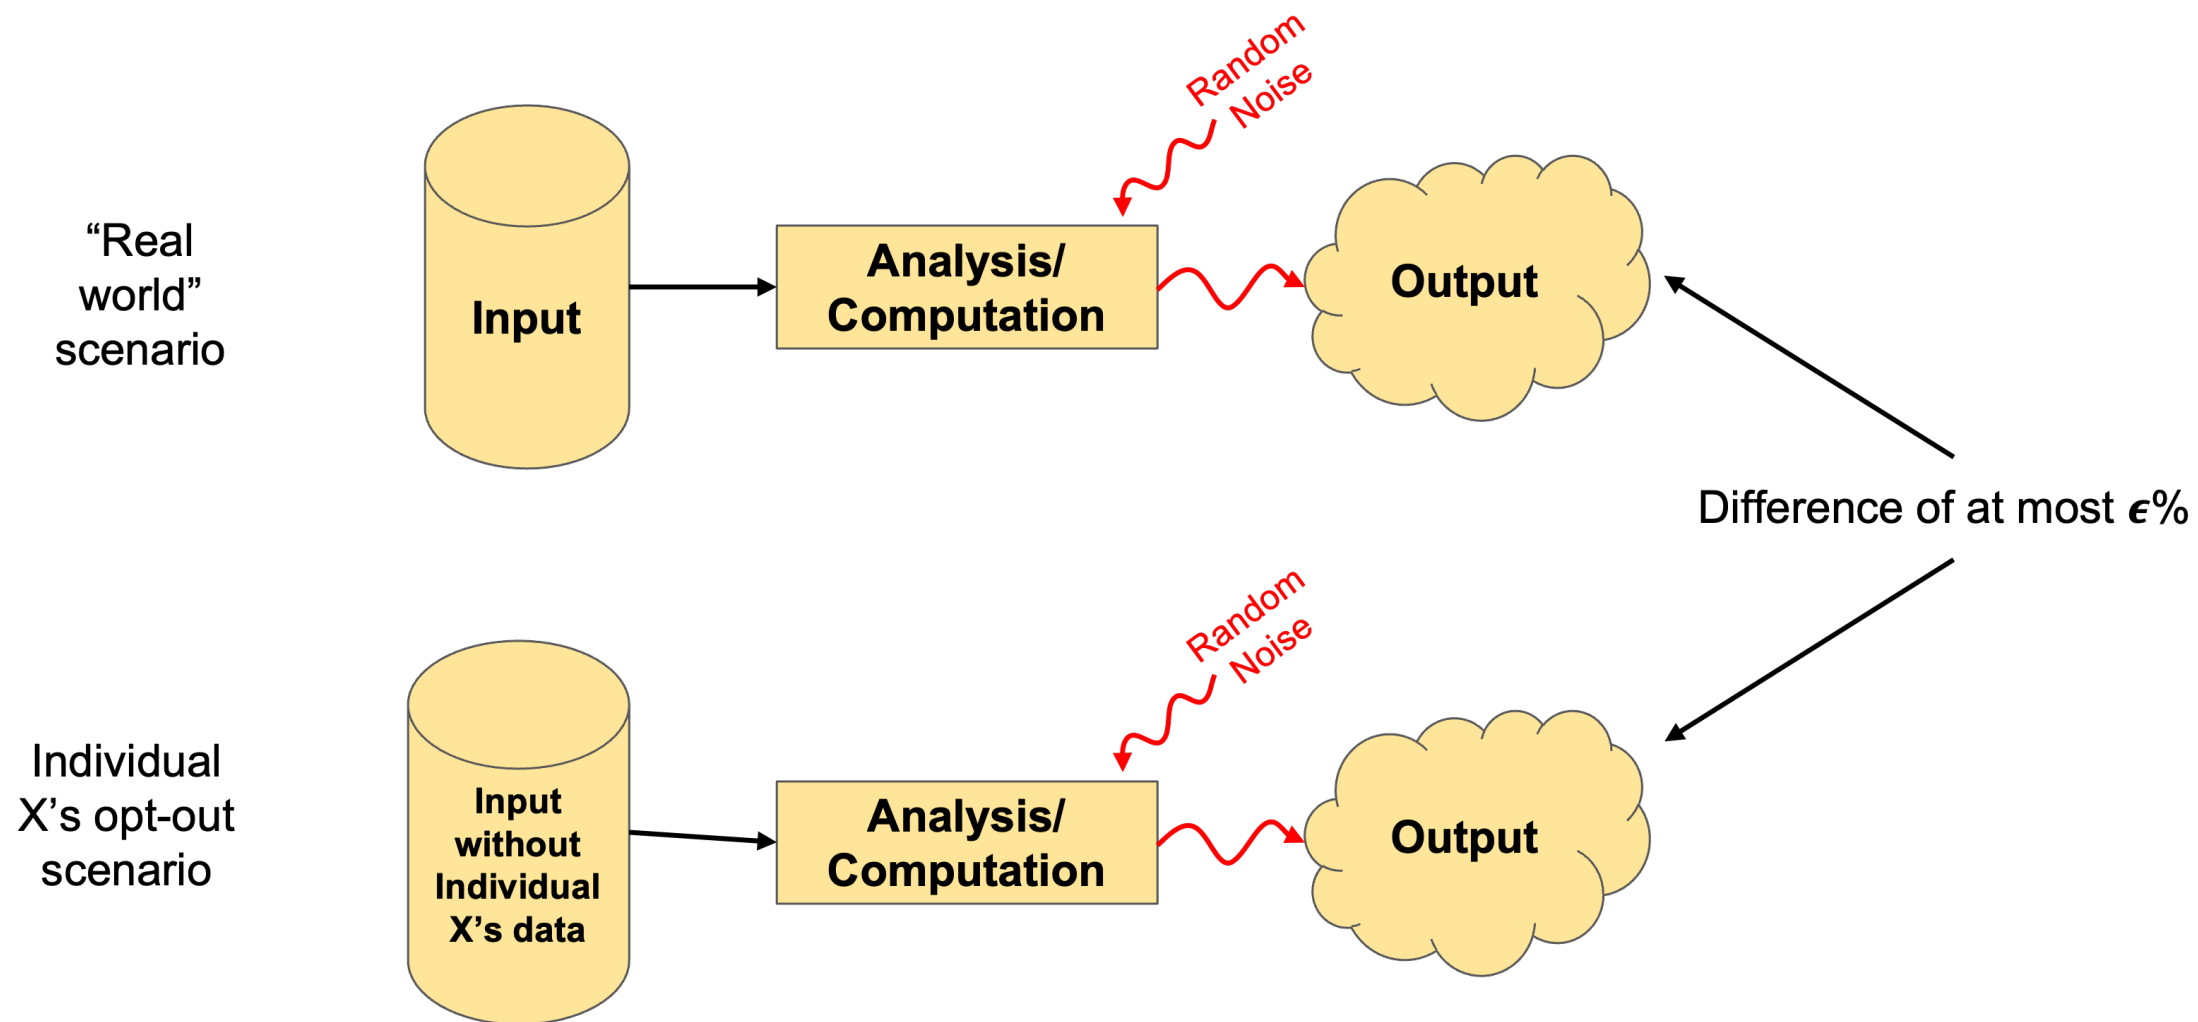 “Real
world”
scenario
Input
Analysis/
Computation
Random
Noise
Output
Difference of at most ϵ%
Individual
X’s opt-out
scenario
Input
without
Individual
X’s data
Analysis/
Computation
Random
Noise
Output